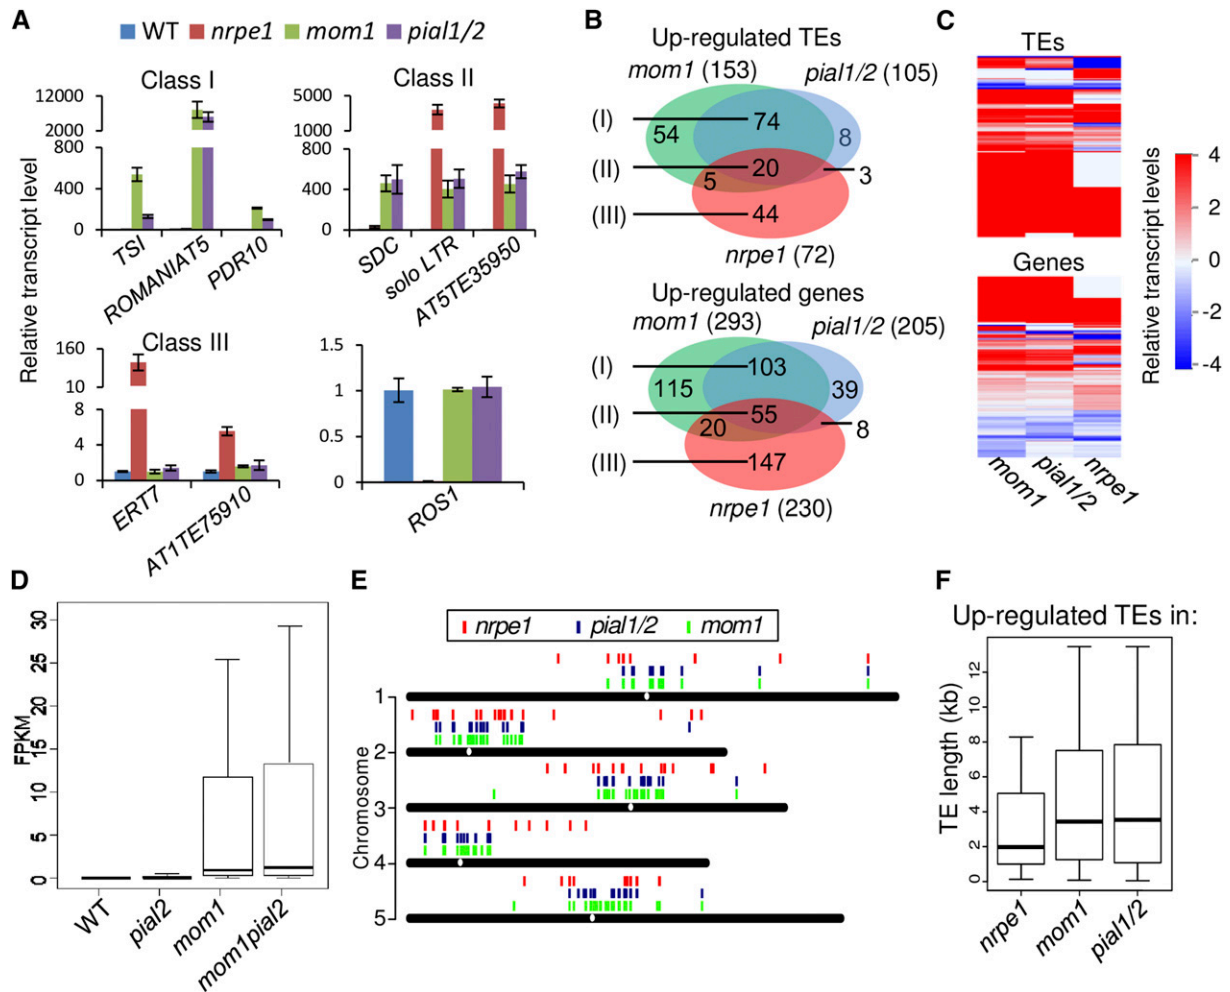 A
WT nrpe1 mom1 pial1/2
Relative transcript level
Class I
12000
2000
800
400
0
TSI
ROMANIAT5
PDR10
Class II
5000
1000
800
400
0
SDC
solo LTR
AT5TE35950
Class III
160
10
8
4
0
ERT7
AT1TE75910
1.5
1
0.5
0
ROS1
B
Up-regulated TEs
mom1 (153)
pial1/2 (105)
(I)
54
74
8
(II)
5
20
3
(III)
44
nrpe1 (72)
Up-regulated genes
mom1 (293)
pial1/2 (205)
(I)
115
103
39
(II)
20
55
8
(III)
147
nrpe1 (230)
C
TEs
Genes
mom1
pial1/2
nrpe1
4
2
0
-2
-4
Relative transcript levels
D
FPKM
30
25
20
15
10
5
0
WT
pial2
mom1
mom1pial2
E
nrpe1 pial1/2 mom1
Chromosome
1
2
3
4
5
F
Up-regulated TEs in:
TE length (kb)
12
10
8
6
4
2
0
nrpe1
mom1
pial1/2